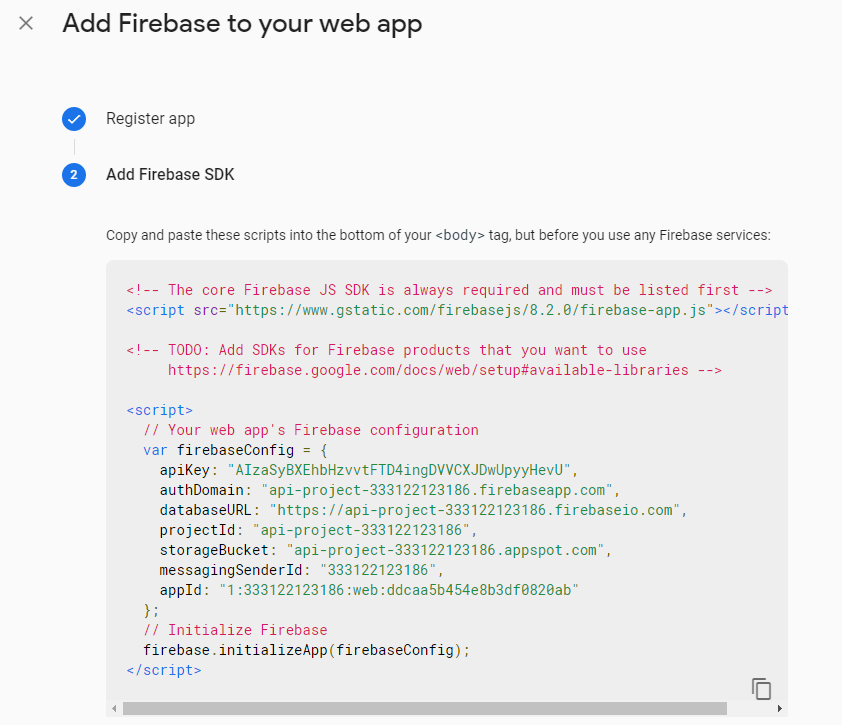 Add Firebase to your web app
Register app
2 Add Firebase SDK
Copy and paste these scripts into the bottom of your <body> tag, but before you use any Firebase services:
<!-- The core Firebase JS SDK is always required and must be listed first -->
<script src="https://www.gstatic.com/firebasejs/8.2.0/firebase-app.js"></script
<!-- TODO: Add SDKs for Firebase products that you want to use
https://firebase.google.com/docs/web/setup#available-libraries -->
<script>
// Your web app's Firebase configuration
var firebaseConfig = {
apiKey: "AIzaSyBXEhbHzvvtFTD4ingDVVCXJDwUpyyHevU",
authDomain: "api-project-333122123186.firebaseapp.com",
databaseURL: "https://api-project-333122123186.firebaseio.com",
projectId: "api-project-333122123186",
storageBucket: "api-project-333122123186.appspot.com",
messagingSenderId: "333122123186",
appId: "1:333122123186:web:ddcaa5b454e8b3df0820ab"
};
// Initialize Firebase
firebase.initializeApp(firebaseConfig);
</script>